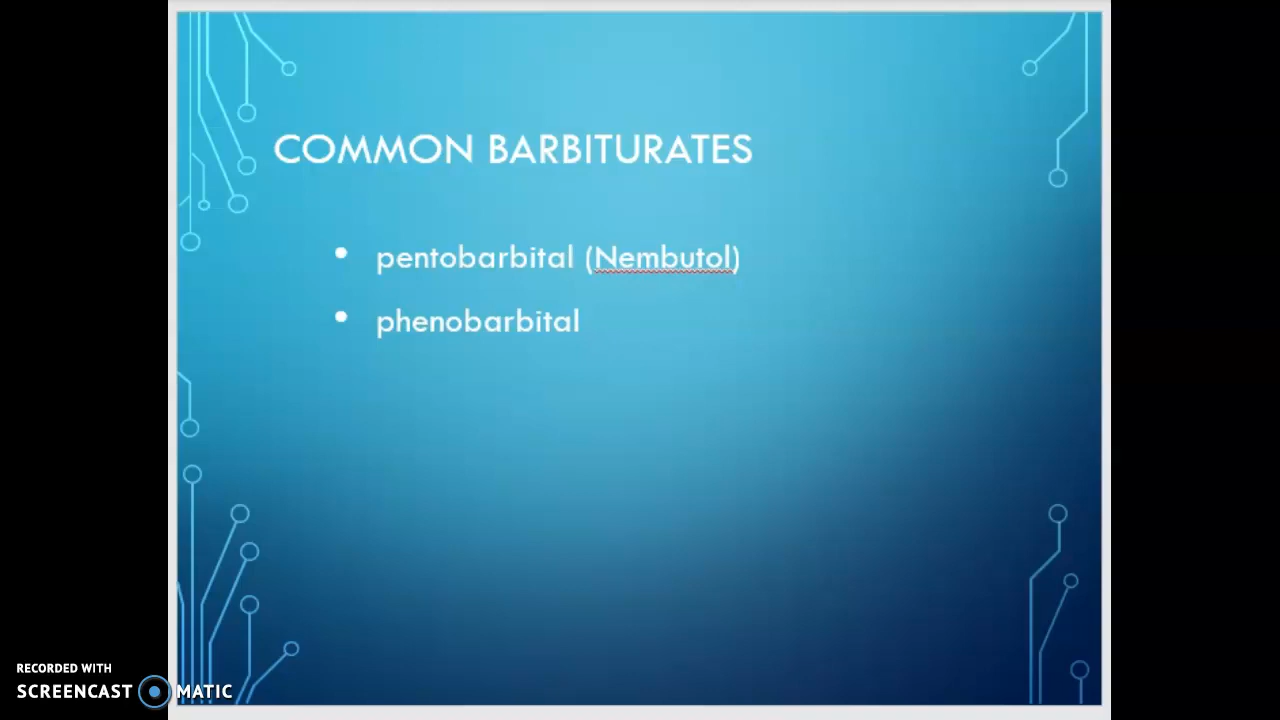 COMMON BARBITURATES
• pentobarbital (Nembutol)
• phenobarbital
RECORDED WITH
SCREENCAST MATIC